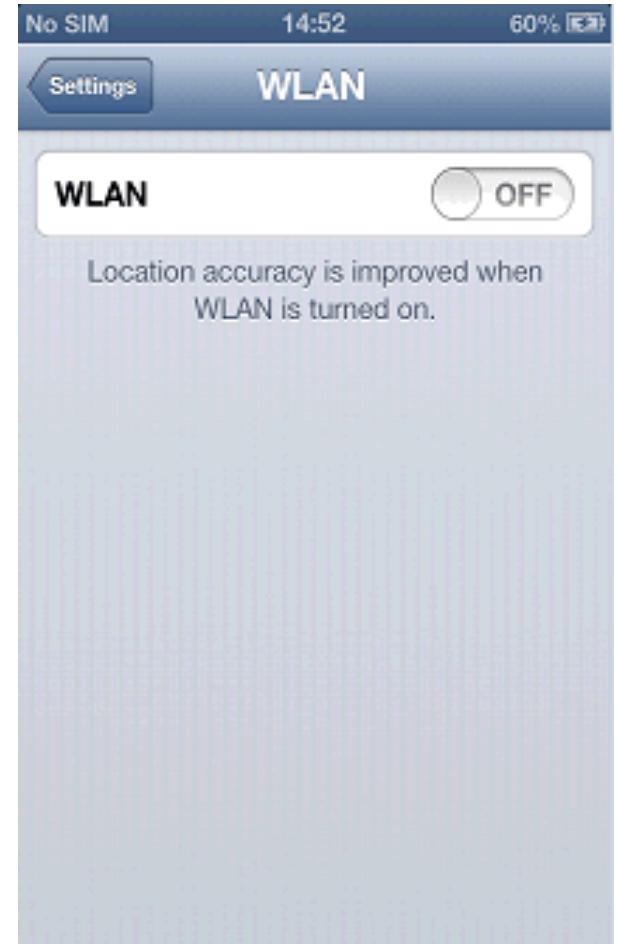 No SIM 14:52 60%
Settings WLAN
WLAN OFF
Location accuracy is improved when
WLAN is turned on.